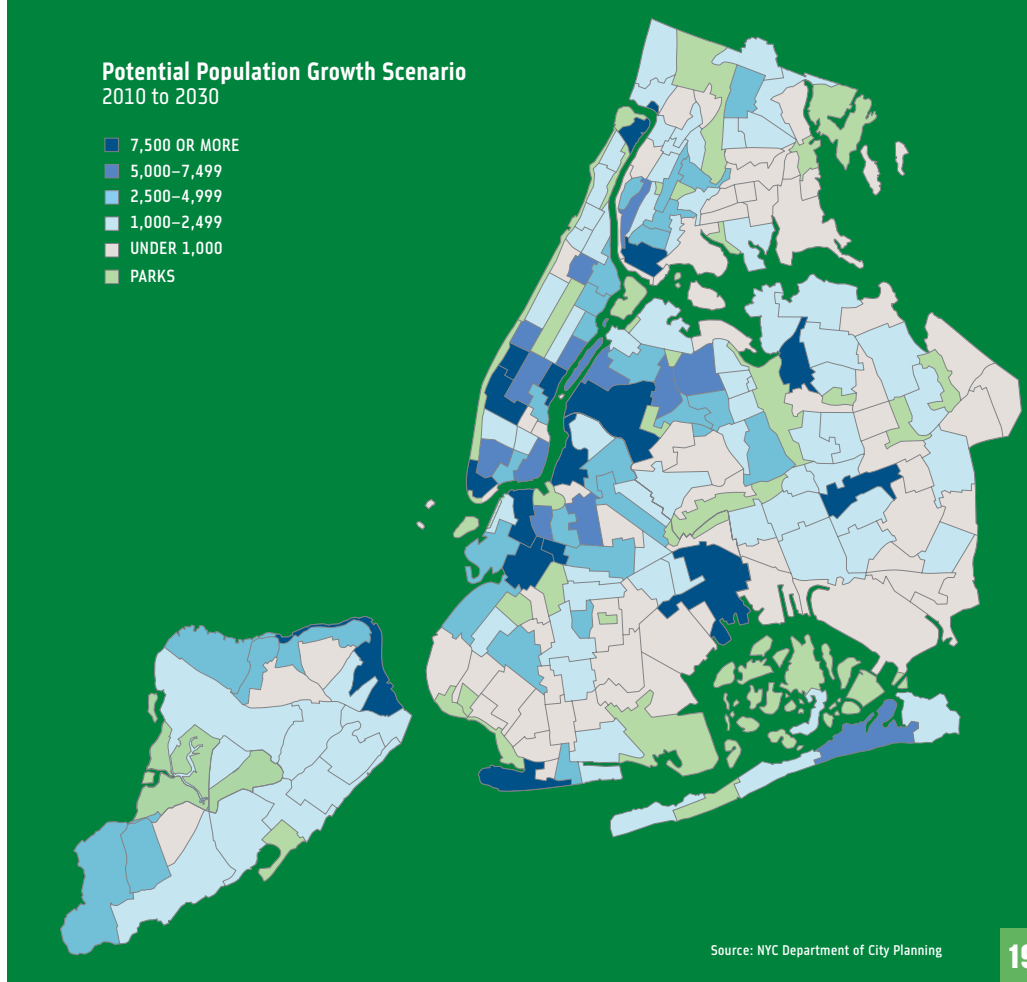 Potential Population Growth Scenario
2010 to 2030
7,500 OR MORE
5,000–7,499
2,500–4,999
1,000–2,499
UNDER 1,000
PARKS
Source: NYC Department of City Planning